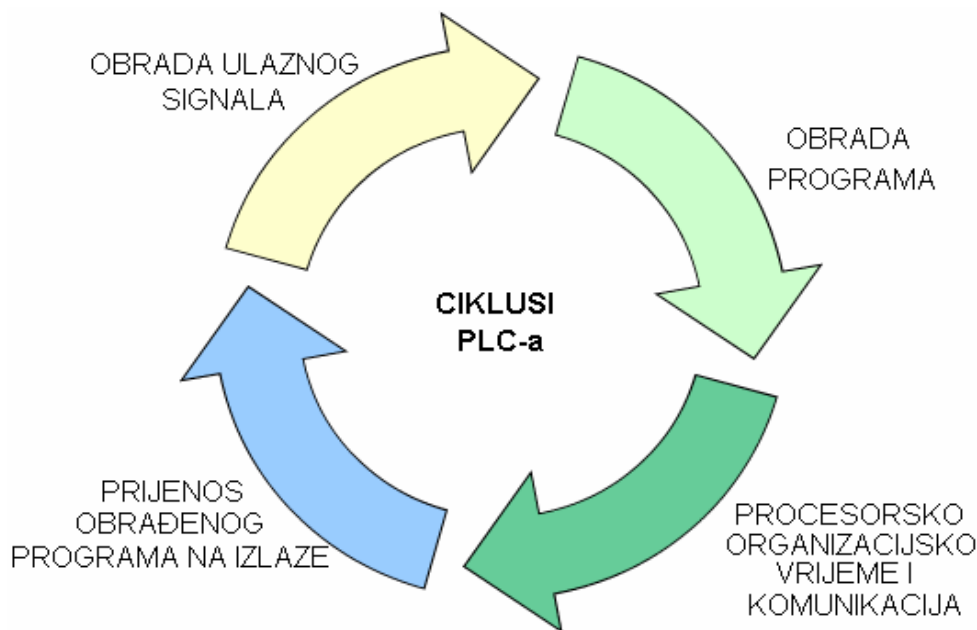 OBRADA ULAZNOG
SIGNALA
OBRADA
PROGRAMA
CIKLUSI
PLC-a
PROCESORSKO
ORGANIZACIJSKO
VRIJEME I
KOMUNIKACIJA
PRIJENOS
OBRAĐENOG
PROGRAMA NA IZLAZE